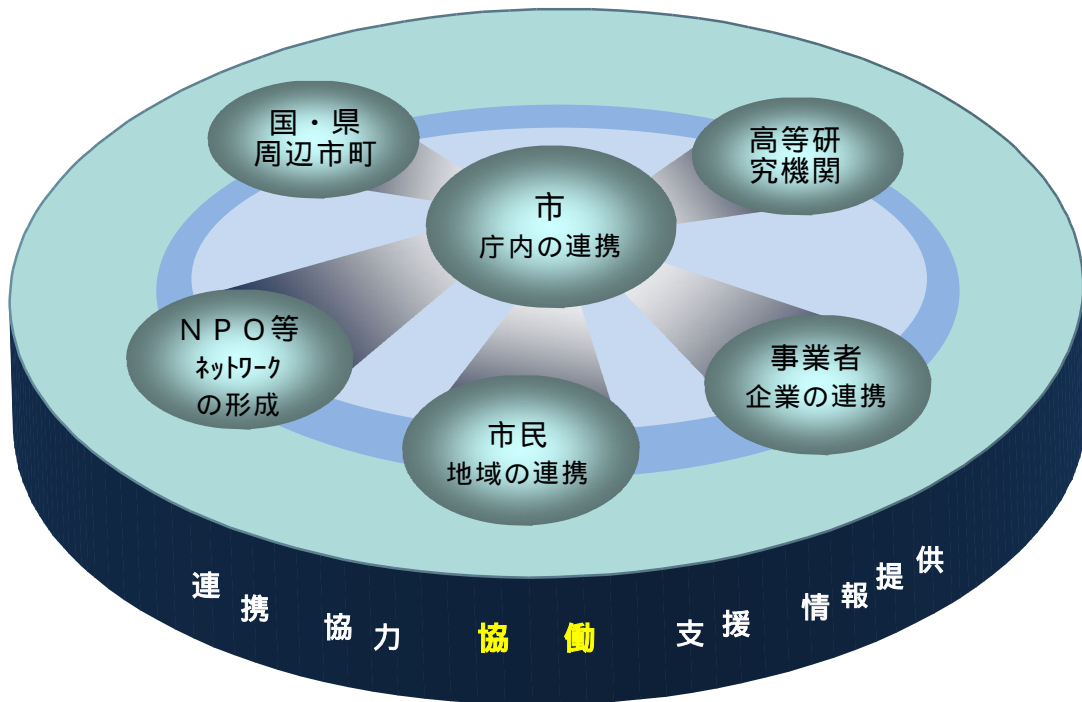 国・県
周辺市町
高等研
究機関
市
庁内の連携
ＮＰＯ等
ﾈｯﾄﾜｰｸ
の形成
事業者
企業の連携
市民
地域の連携
連携 協力 協働 支援 情報提供